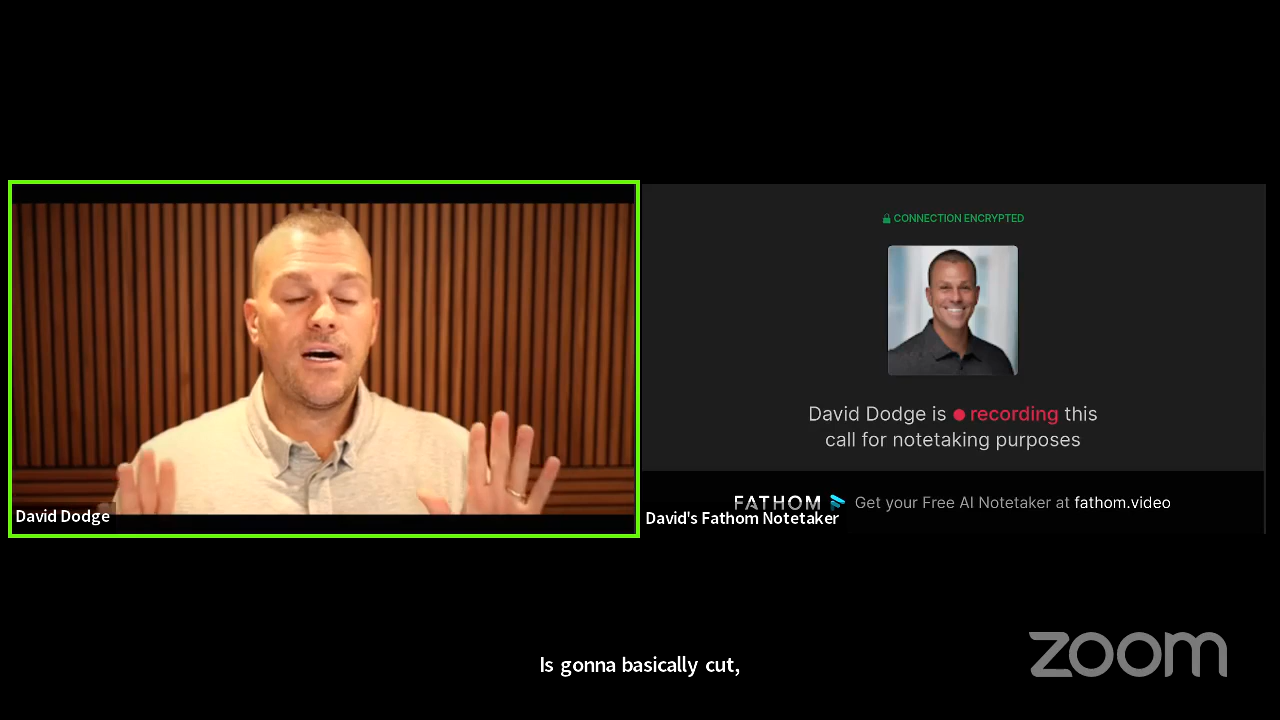 CONNECTION ENCRYPTED
David Dodge is recording this
call for notetaking purposes
FATHOM Get your Free AI Notetaker at fathom.video
David Dodge
David's Fathom Notetaker
Is gonna basically cut,
zoom